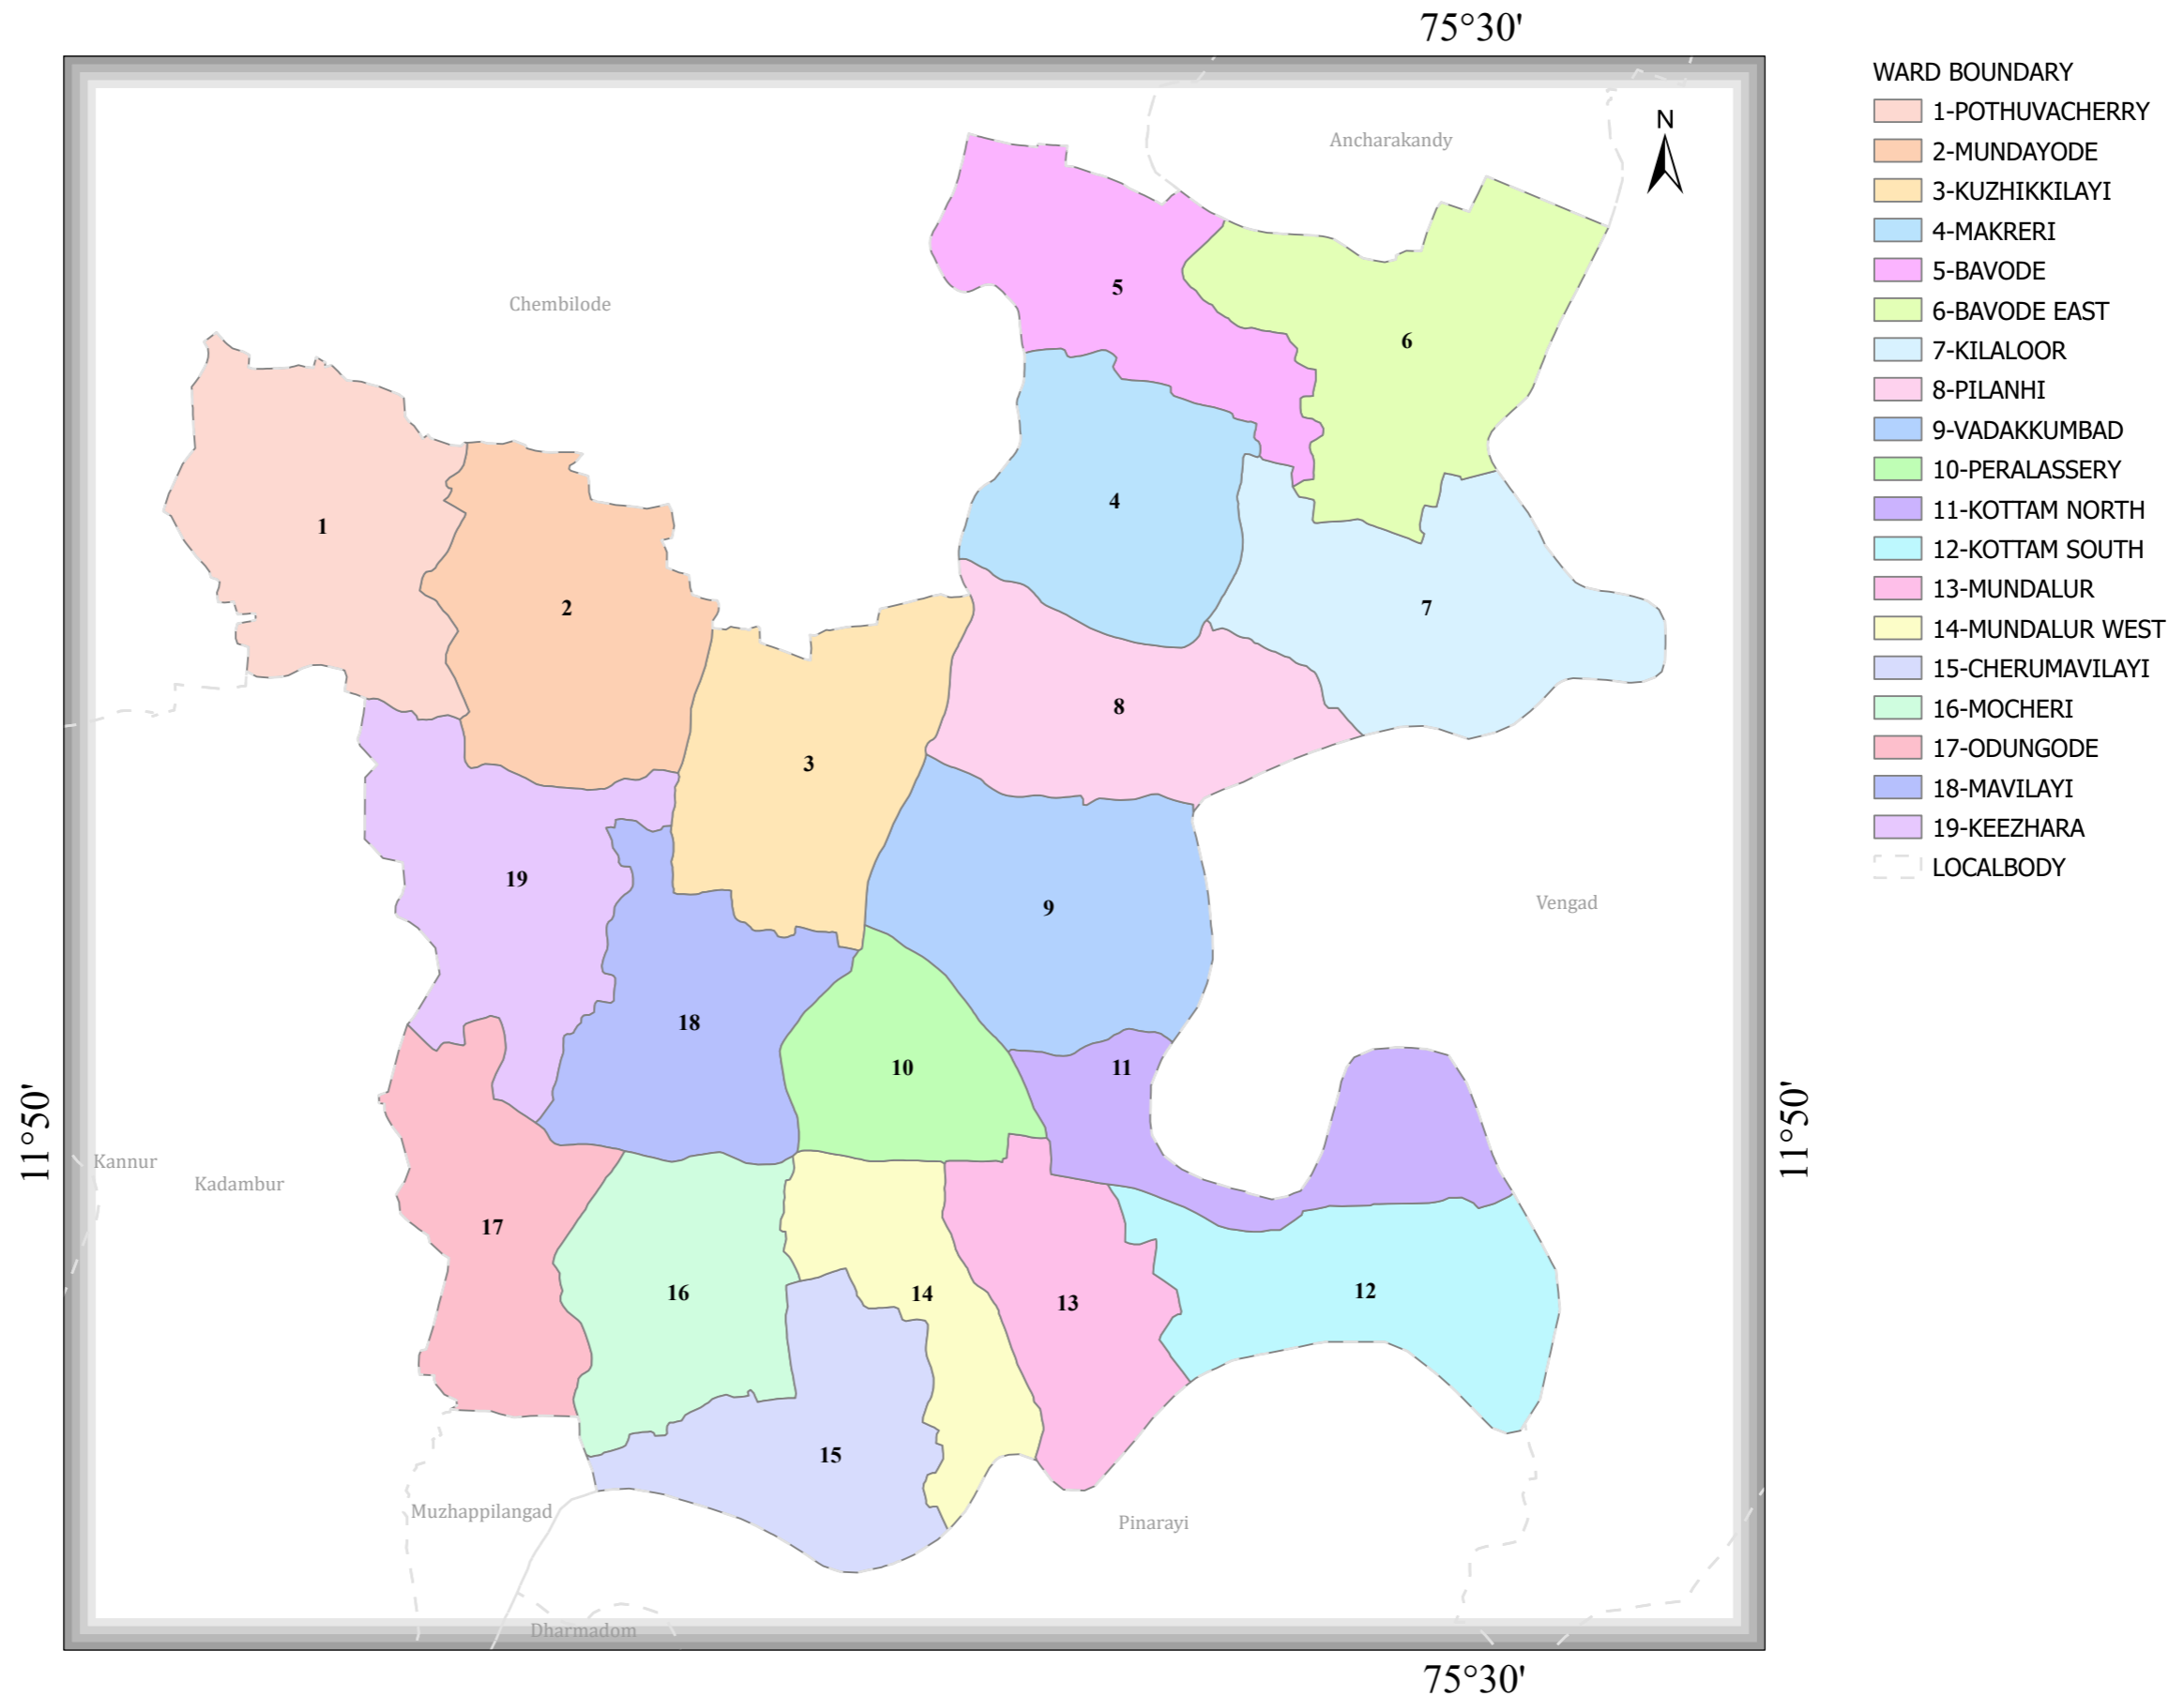 75°30'
WARD BOUNDARY
1-POTHUVACHERRY
2-MUNDAYODE
3-KUZHIKKILAYI
4-MAKRERI
5-BAVODE
6-BAVODE EAST
7-KILALOOR
8-PILANHI
9-VADAKKUMBAD
10-PERALASSERY
11-KOTTAM NORTH
12-KOTTAM SOUTH
13-MUNDALUR
14-MUNDALUR WEST
15-CHERUMAVILAYI
16-MOCHERI
17-ODUNGODE
18-MAVILAYI
19-KEEZHARA
LOCALBODY
N
Ancharakandy
Chembilode
5
6
4
1
2
7
8
3
19
9
Vengad
18
10
11
11°50'
11°50'
Kannur
Kadambur
17
16
14
13
12
15
Muzhappilangad
Pinarayi
Dharmadom
75°30'